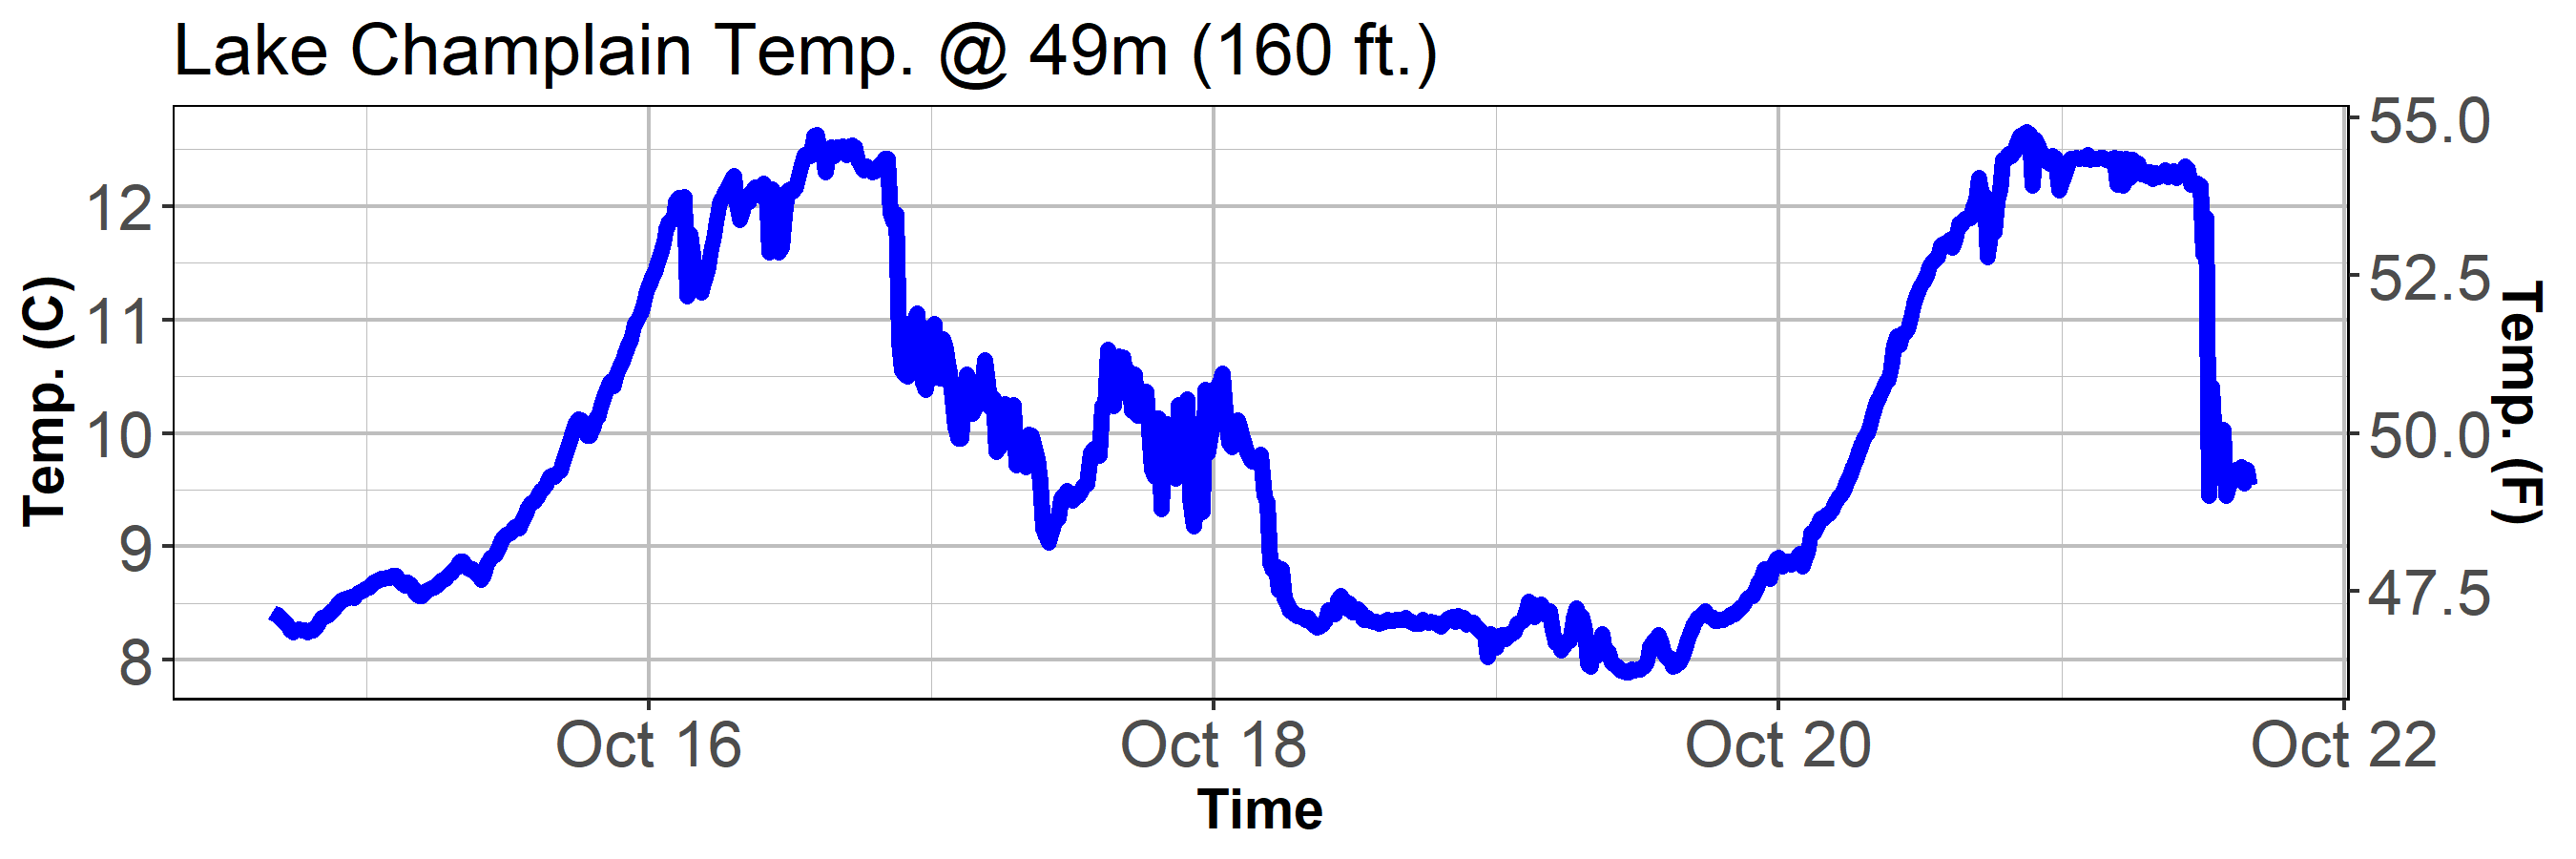 Lake Champlain Temp. @ 49m (160 ft.)
Temp. (C)
12
11
10
9
8
55.0
52.5
50.0
47.5
Temp. (F)
Oct 16
Oct 18
Oct 20
Oct 22
Time